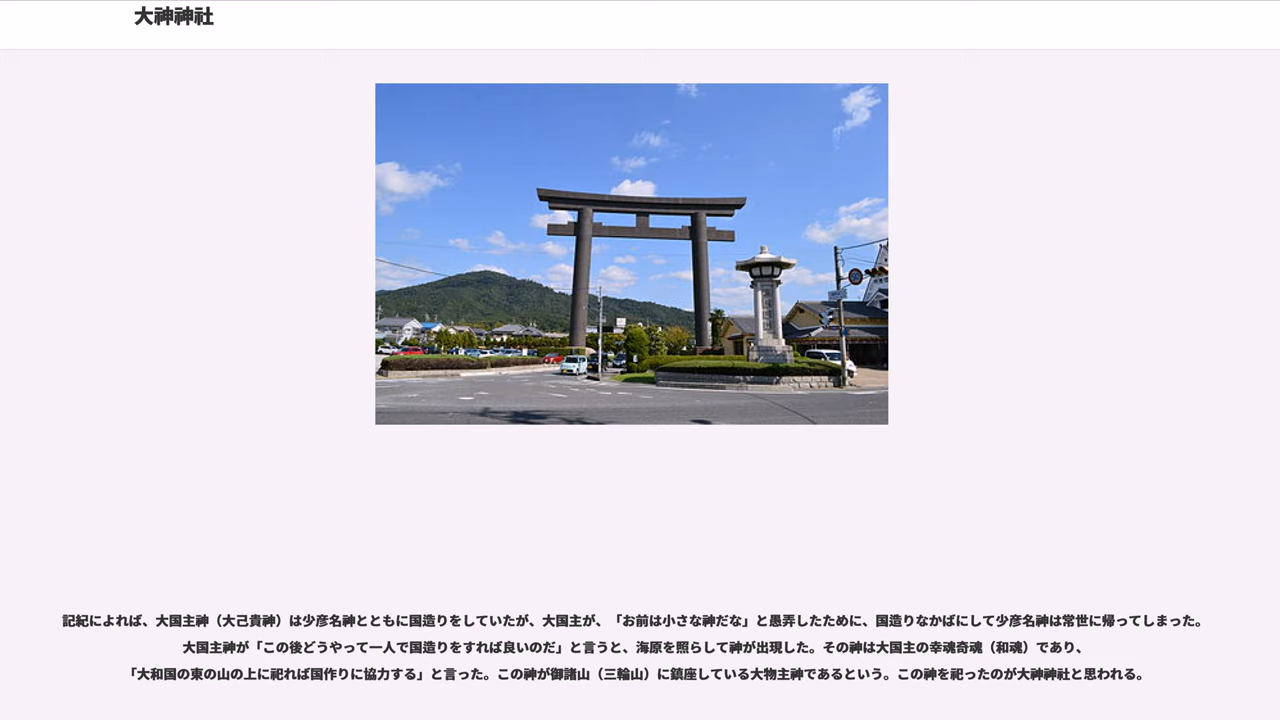 大神神社
記紀によれば、大国主神（大己貴神）は少彦名神とともに国造りをしていたが、大国主が、「お前は小さな神だな」と愚弄したために、国造りなかばにして少彦名神は常世に帰ってしまった。
大国主神が「この後どうやって一人で国造りをすれば良いのだ」と言うと、海原を照らして神が出現した。その神は大国主の幸魂奇魂（和魂）であり、
「大和国の東の山の上に祀れば国作りに協力する」と言った。この神が御諸山（三輪山）に鎮座している大物主神であるという。この神を祀ったのが大神神社と思われる。